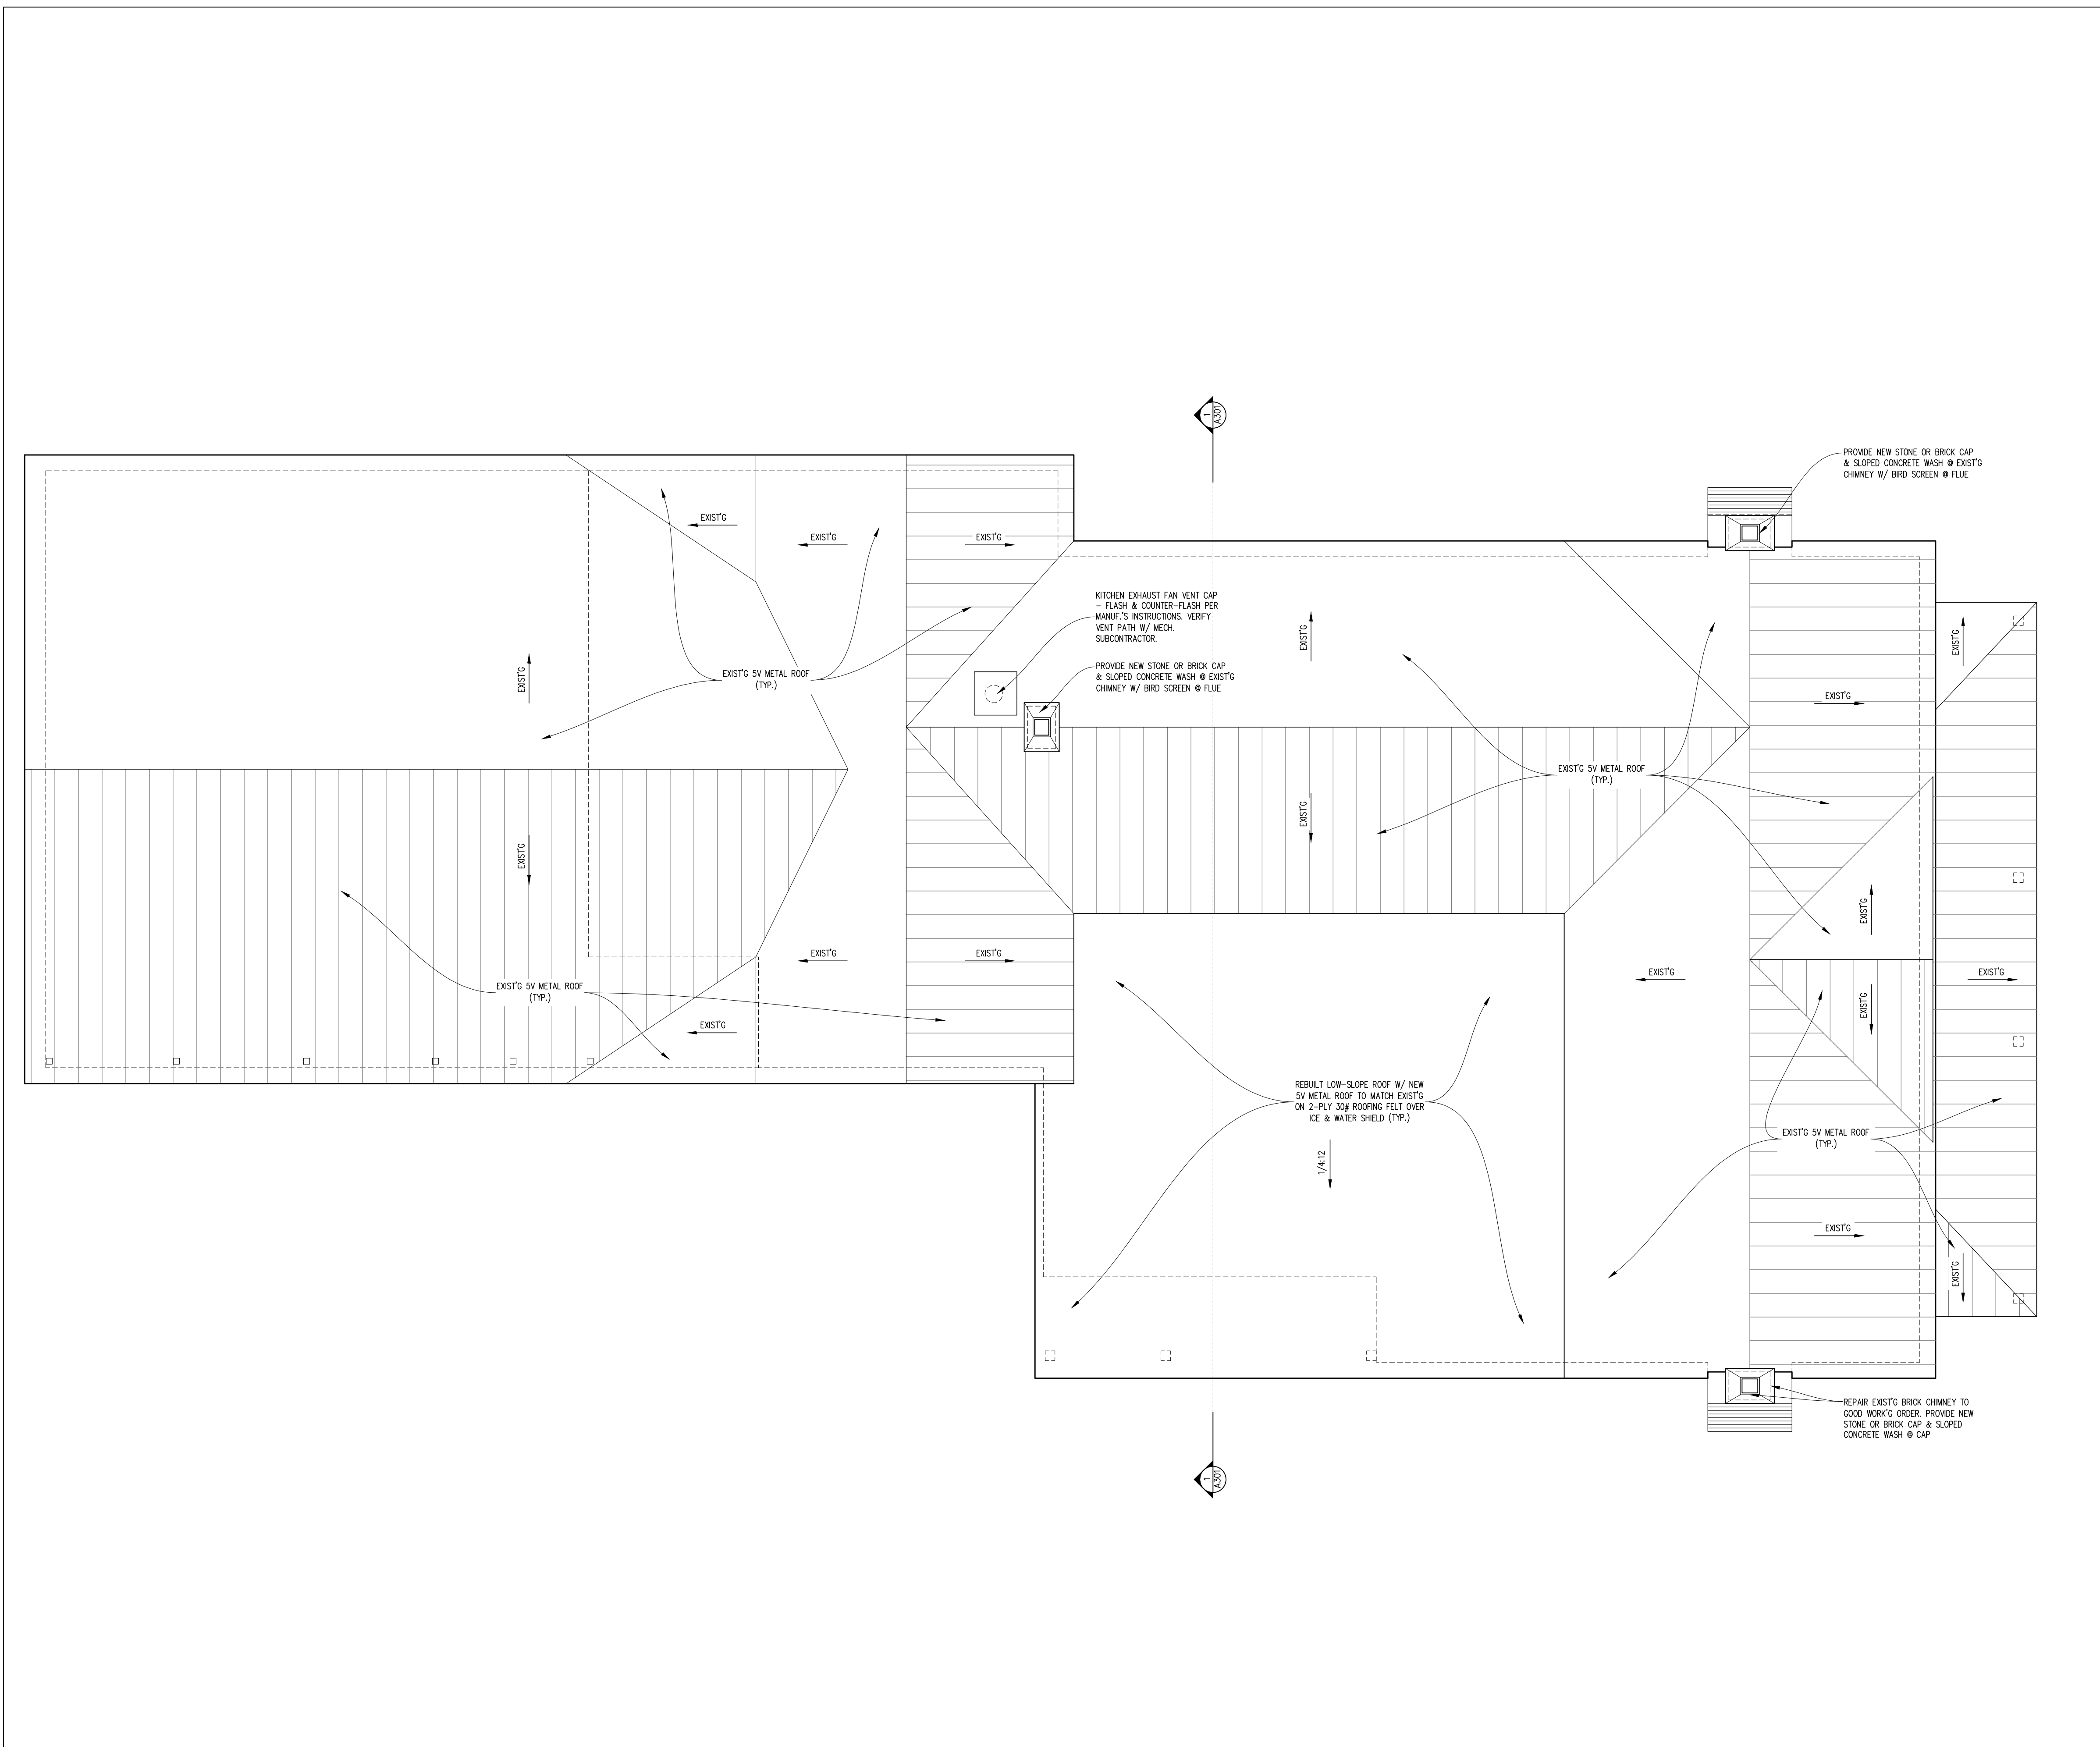 1
A301
PROVIDE NEW STONE OR BRICK CAP
& SLOPED CONCRETE WASH @ EXIST'G
CHIMNEY W/ BIRD SCREEN @ FLUE
EXIST'G
EXIST'G
EXIST'G
KITCHEN EXHAUST FAN VENT CAP
- FLASH & COUNTER-FLASH PER
MANUF.'S INSTRUCTIONS. VERIFY
VENT PATH W/ MECH.
SUBCONTRACTOR.
EXIST'G
EXIST'G
PROVIDE NEW STONE OR BRICK CAP
& SLOPED CONCRETE WASH @ EXIST'G
CHIMNEY W/ BIRD SCREEN @ FLUE
EXIST'G
EXIST'G 5V METAL ROOF
(TYP.)
EXIST'G
EXIST'G 5V METAL ROOF
(TYP.)
EXIST'G
EXIST'G
EXIST'G
EXIST'G
EXIST'G
EXIST'G
EXIST'G
EXIST'G 5V METAL ROOF
(TYP.)
EXIST'G
EXIST'G
REBUILT LOW-SLOPE ROOF W/ NEW
5V METAL ROOF TO MATCH EXIST'G
ON 2-PLY 30# ROOFING FELT OVER
ICE & WATER SHIELD (TYP.)
1/4:12
EXIST'G 5V METAL ROOF
(TYP.)
EXIST'G
EXIST'G
REPAIR EXIST'G BRICK CHIMNEY TO
GOOD WORK'G ORDER. PROVIDE NEW
STONE OR BRICK CAP & SLOPED
CONCRETE WASH @ CAP
1
A301